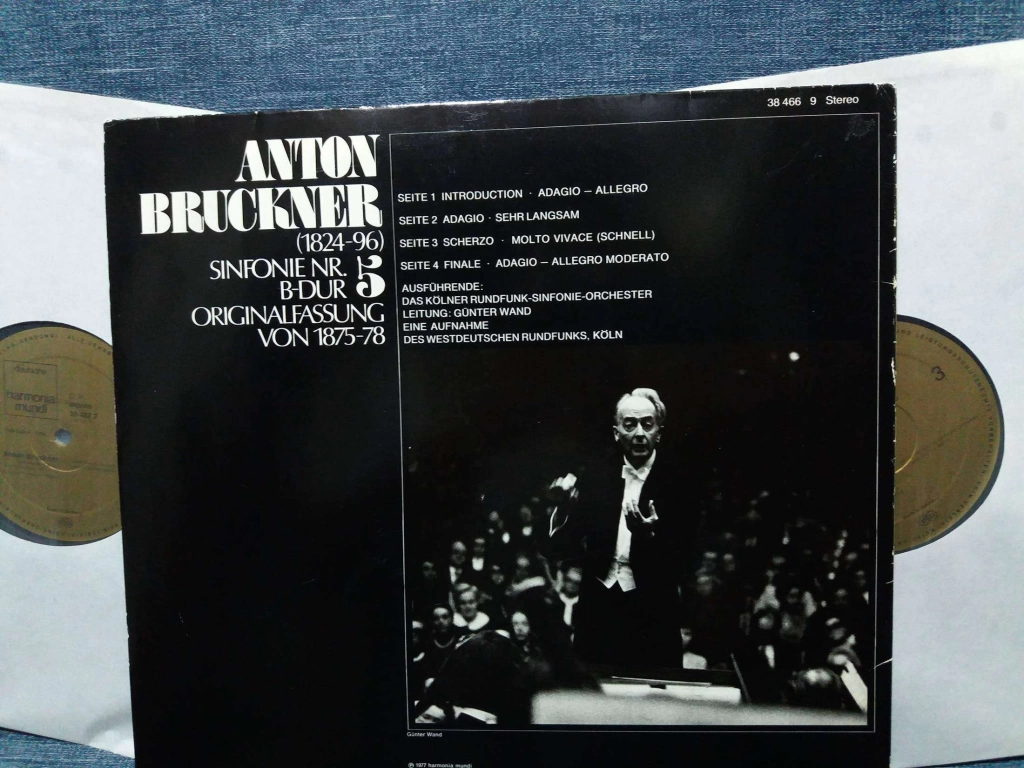 38 466 9 Stereo
ANTON
BRUCKNER
(1824-96)
SINFONIE NR. 5
B-DUR
ORIGINALFASSUNG
VON 1875-78
SEITE 1 INTRODUCTION · ADAGIO – ALLEGRO
SEITE 2 ADAGIO · SEHR LANGSAM
SEITE 3 SCHERZO · MOLTO VIVACE (SCHNELL)
SEITE 4 FINALE · ADAGIO – ALLEGRO MODERATO
AUSFÜHRENDE:
DAS KÖLNER RUNDFUNK-SINFONIE-ORCHESTER
LEITUNG: GÜNTER WAND
EINE AUFNAHME
DES WESTDEUTSCHEN RUNDFUNKS, KÖLN
Günter Wand
℗ 1977 harmonia mundi
harmonia
mundi
3